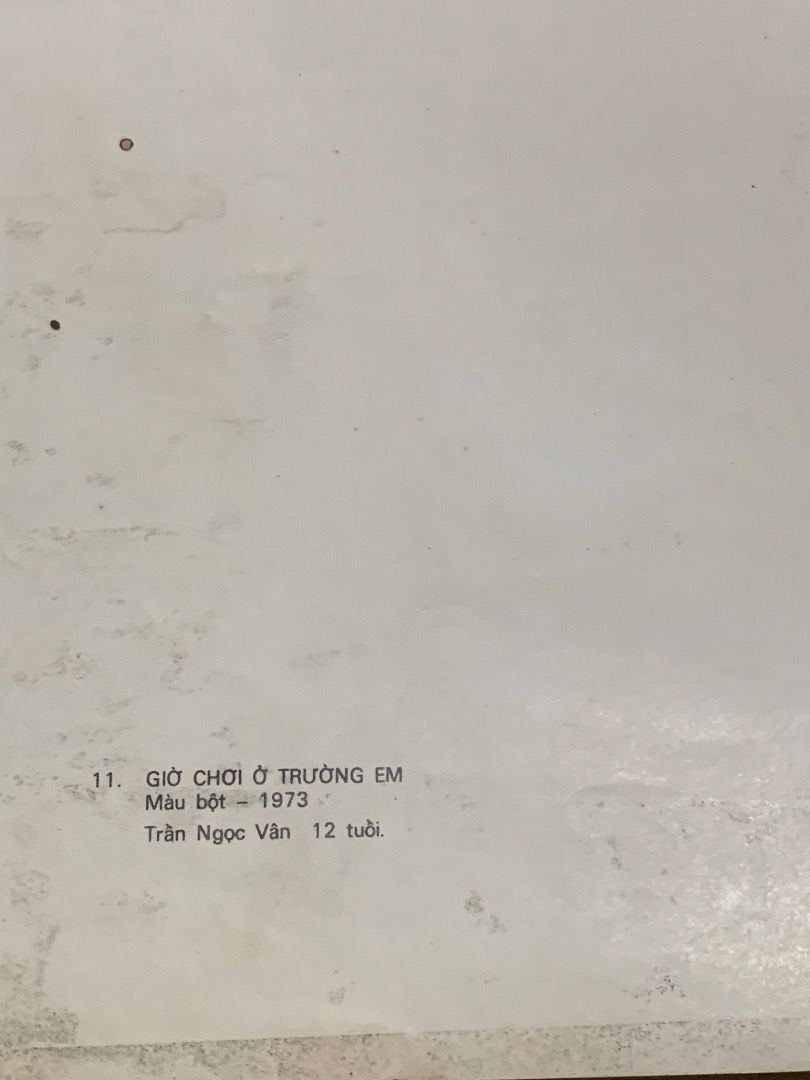 11. GIỜ CHƠI Ở TRƯỜNG EM
Màu bột – 1973
Trần Ngọc Vân 12 tuổi.